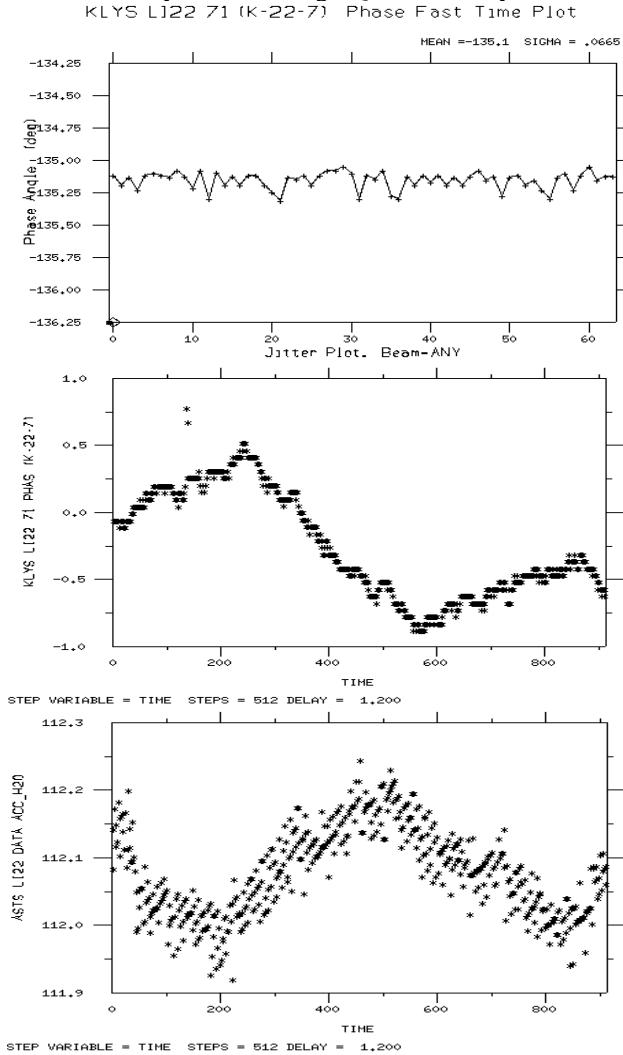 KLYS LI22 71 (K-22-7) Phase Fast Time Plot
MEAN =-135.1 SIGMA = .0665
-134.25
-134.50
-134.75
-135.00
-135.25
-135.50
-135.75
-136.00
-136.25
Phase Angle (deg)
0 10 20 30 40 50 60
Jitter Plot. Beam-ANY
1.0
0.5
0.0
-0.5
-1.0
KLYS LI22 71 PHAS (K-22-71
0 200 400 600 800
TIME
STEP VARIABLE = TIME STEPS = 512 DELAY = 1.200
112.3
112.2
112.1
112.0
111.9
ASTS LI22 DATA ACC_H20
0 200 400 600 800
TIME
STEP VARIABLE = TIME STEPS = 512 DELAY = 1.200